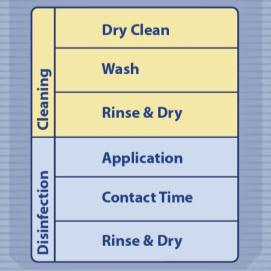 Cleaning
Dry Clean
Wash
Rinse & Dry
Disinfection
Application
Contact Time
Rinse & Dry